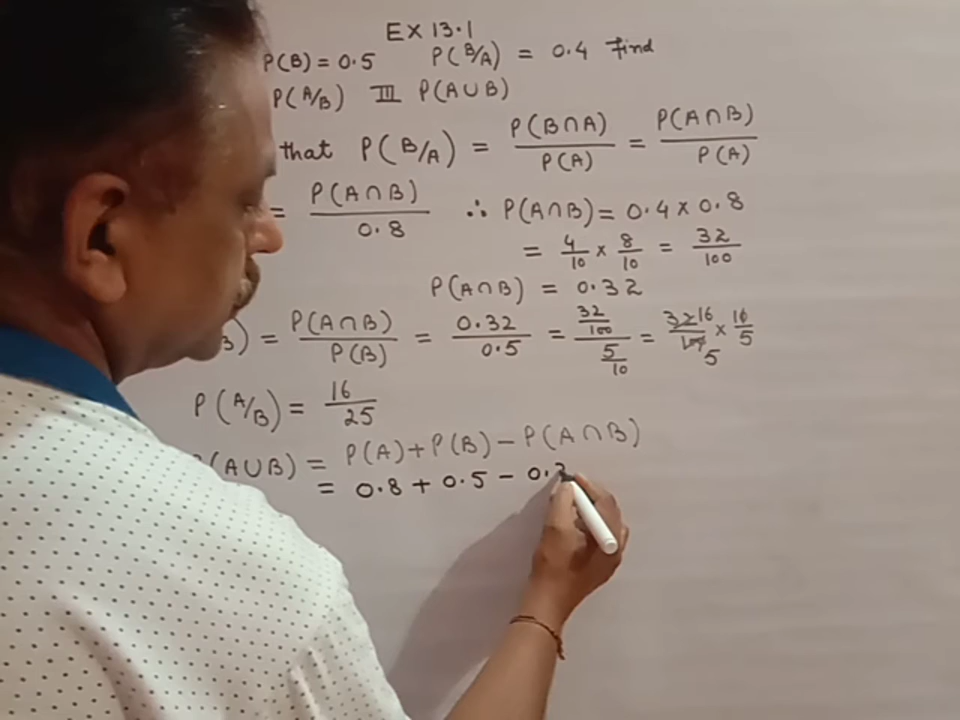 EX 13.1
P(B) = 0.5 P(B/A) = 0.4 find
P(A/B) III P(A∪B)
that P(B/A) = P(B∩A)/P(A) = P(A∩B)/P(A)
= P(A∩B)/0.8 ∴ P(A∩B) = 0.4 × 0.8
= 4/10 × 8/10 = 32/100
P(A∩B) = 0.32
B) = P(A∩B)/P(B) = 0.32/0.5 = 32/100 / 5/10 = 32 16/100 5 × 10/5
P(A/B) = 16/25
P(A∪B) = P(A) + P(B) − P(A∩B)
= 0.8 + 0.5 − 0.3